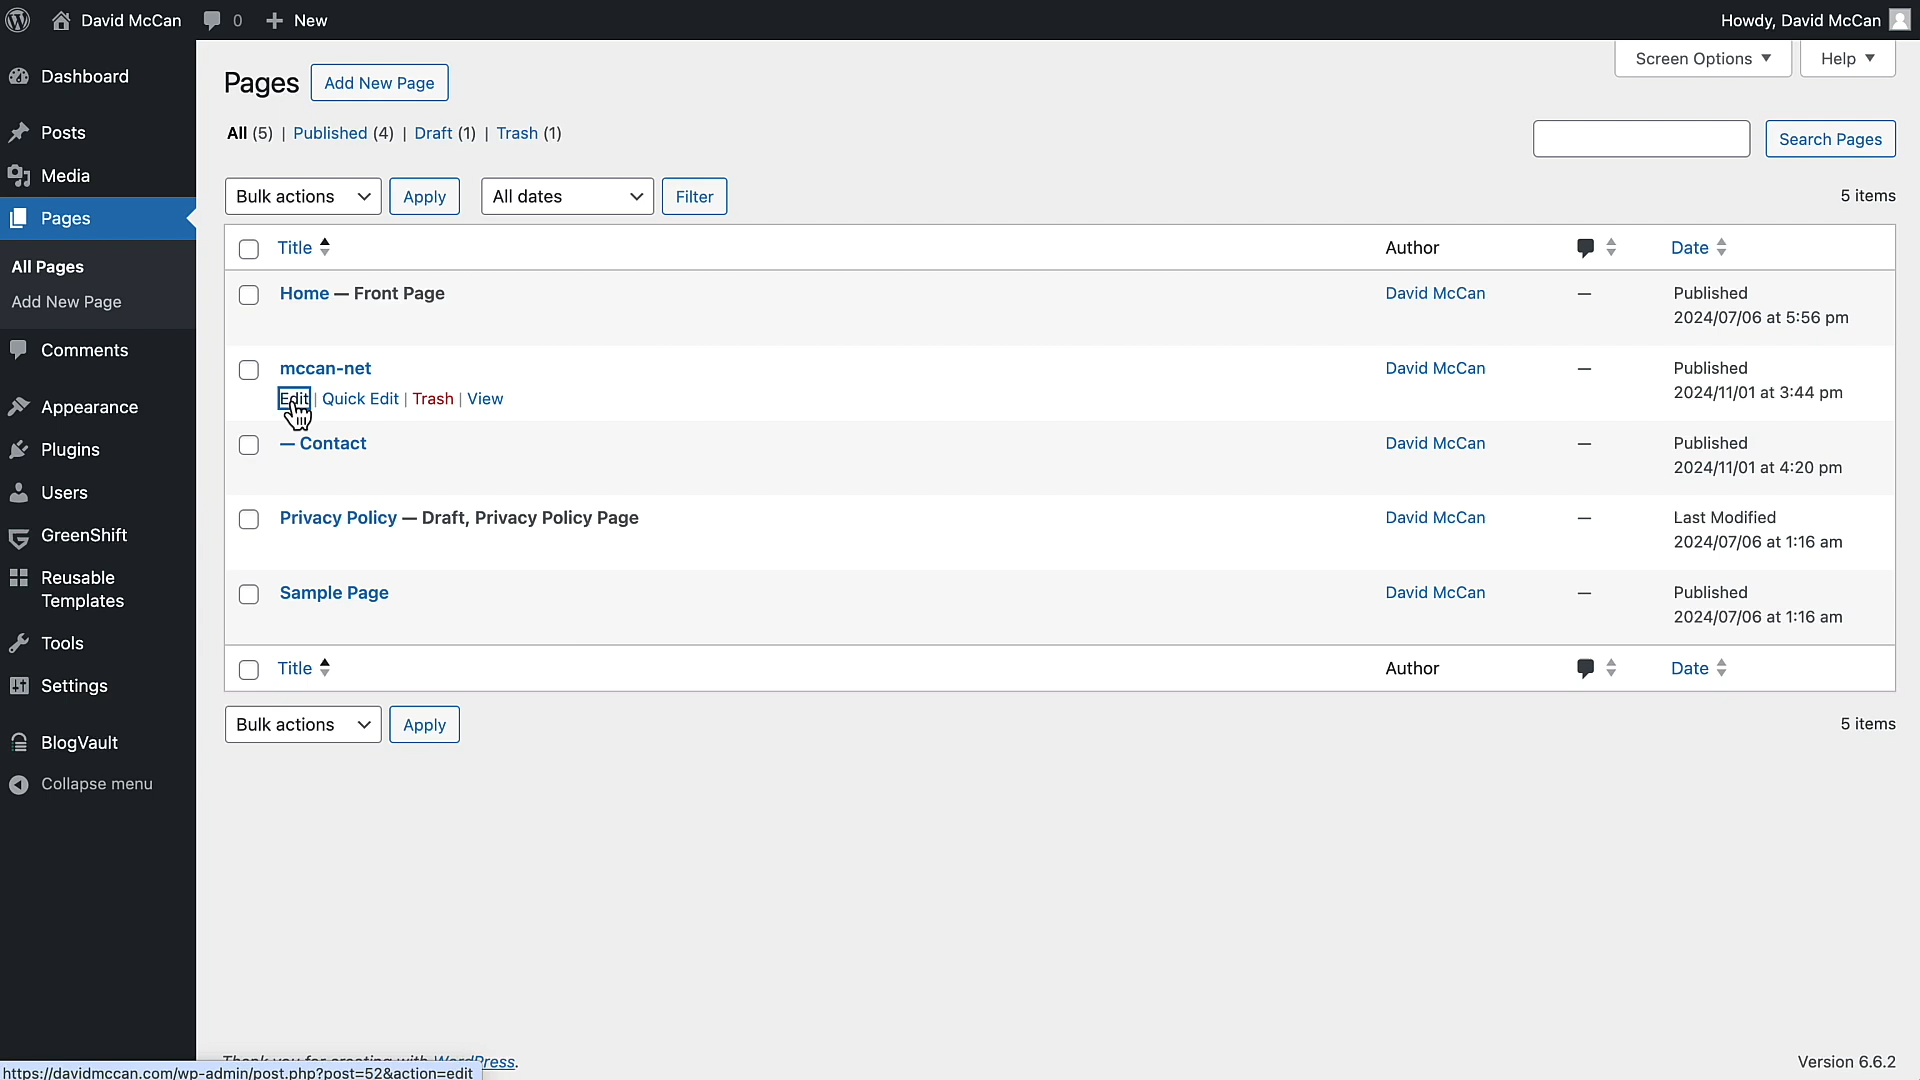 David McCan 0 New Howdy, David McCan
Dashboard
Posts
Media
Pages
All Pages
Add New Page
Comments
Appearance
Plugins
Users
GreenShift
Reusable
Templates
Tools
Settings
BlogVault
Collapse menu
Screen Options Help
Pages Add New Page
All (5) | Published (4) | Draft (1) | Trash (1)
Search Pages
Bulk actions Apply All dates Filter 5 items
Title Author Date
Home — Front Page David McCan — Published
2024/07/06 at 5:56 pm
mccan-net David McCan — Published
2024/11/01 at 3:44 pm
Edit | Quick Edit | Trash | View
— Contact David McCan — Published
2024/11/01 at 4:20 pm
Privacy Policy — Draft, Privacy Policy Page David McCan — Last Modified
2024/07/06 at 1:16 am
Sample Page David McCan — Published
2024/07/06 at 1:16 am
Title Author Date
Bulk actions Apply 5 items
Thank you for creating with WordPress. Version 6.6.2
https://davidmccan.com/wp-admin/post.php?post=52&action=edit